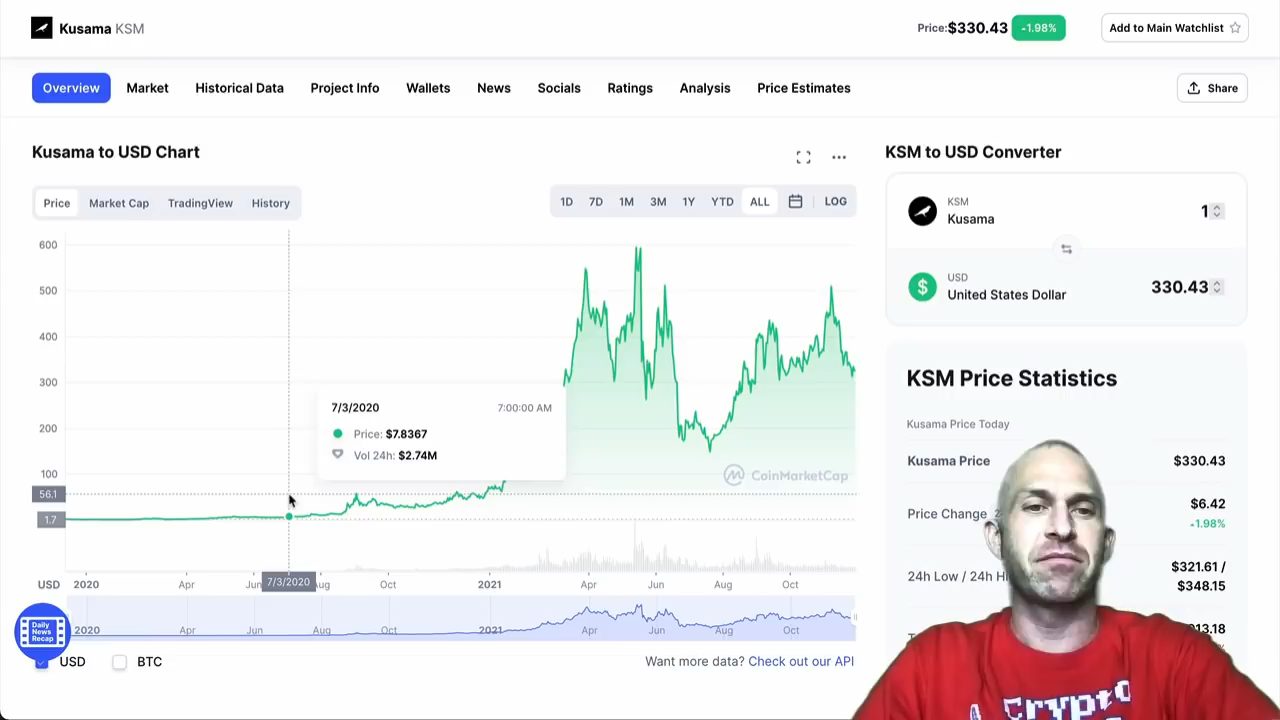 Kusama KSM
Price:$330.43 -1.98%
Add to Main Watchlist
Overview Market Historical Data Project Info Wallets News Socials Ratings Analysis Price Estimates
Share
Kusama to USD Chart
Price Market Cap TradingView History
1D 7D 1M 3M 1Y YTD ALL LOG
600
500
400
300
200
100
56.1
1.7
7/3/2020 7:00:00 AM
Price: $7.8367
Vol 24h: $2.74M
CoinMarketCap
USD 2020 Apr Jun 7/3/2020 Aug Oct 2021 Apr Jun Aug Oct
2020 Apr Jun Aug Oct 2021 Apr Jun Aug Oct
Daily
News
Recap
USD BTC
Want more data? Check out our API
KSM to USD Converter
KSM
Kusama
1
USD
United States Dollar
330.43
KSM Price Statistics
Kusama Price Today
Kusama Price $330.43
Price Change $6.42
-1.98%
24h Low / 24h $321.61 /
$348.15
Crypto